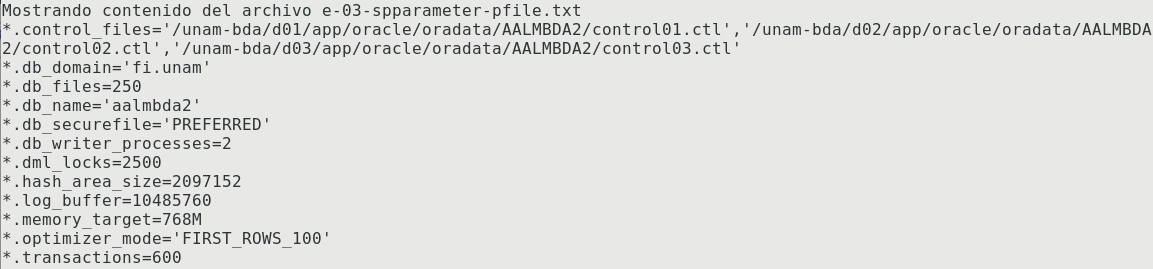 Mostrando contenido del archivo e-03-spparameter-pfile.txt
*.control_files='/unam-bda/d01/app/oracle/oradata/AALMBDA2/control01.ctl','/unam-bda/d02/app/oracle/oradata/AALMBDA
2/control02.ctl','/unam-bda/d03/app/oracle/oradata/AALMBDA2/control03.ctl'
*.db_domain='fi.unam'
*.db_files=250
*.db_name='aalmbda2'
*.db_securefile='PREFERRED'
*.db_writer_processes=2
*.dml_locks=2500
*.hash_area_size=2097152
*.log_buffer=10485760
*.memory_target=768M
*.optimizer_mode='FIRST_ROWS_100'
*.transactions=600